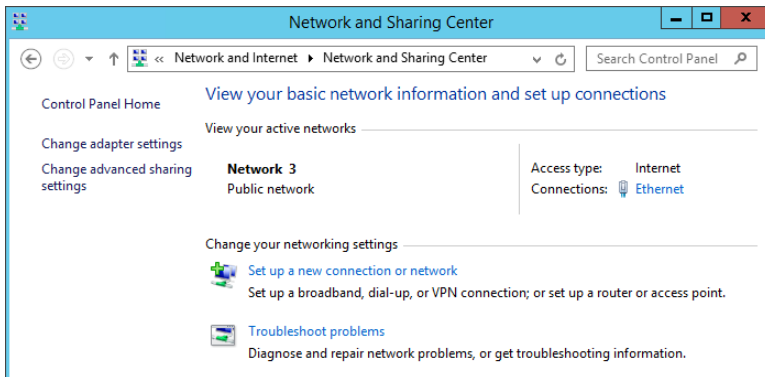 Network and Sharing Center
« Network and Internet ▸ Network and Sharing Center
Search Control Panel
Control Panel Home
Change adapter settings
Change advanced sharing
settings
View your basic network information and set up connections
View your active networks
Network 3
Public network
Access type: Internet
Connections: Ethernet
Change your networking settings
Set up a new connection or network
Set up a broadband, dial-up, or VPN connection; or set up a router or access point.
Troubleshoot problems
Diagnose and repair network problems, or get troubleshooting information.